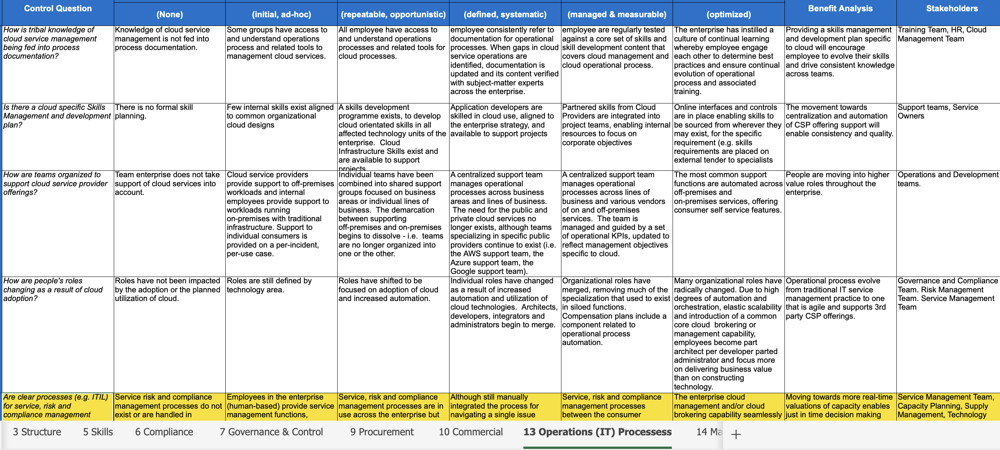 Control Question
(None)
(initial, ad-hoc)
(repeatable, opportunistic)
(defined, systematic)
(managed & measurable)
(optimized)
Benefit Analysis
Stakeholders
How is tribal knowledge of
cloud service management
being fed into process
documentation?
Knowledge of cloud service
management is not fed into
process documentation.
Some groups have access to
and understand operations
process and related tools to
management cloud services.
All employee have access to
and understand operations
processes and related tools for
cloud processes.
employee consistently refer to
documentation for operational
processes. When gaps in cloud
service operations are
identified, documentation is
updated and its content verified
with subject-matter experts
across the enterprise.
employee are regularly tested
against a core set of skills and
skill development content that
covers cloud management and
cloud operational process.
The enterprise has instilled a
culture of continual learning
whereby employee engage
each other to determine best
practices and ensure continual
evolution of operational
process and associated
training.
Providing a skills management
and development plan specific
to cloud will encourage
employee to evolve their skills
and drive consistent knowledge
across teams.
Training Team, HR, Cloud
Management Team
Is there a cloud specific Skills
Management and development
plan?
There is no formal skill
planning.
Few internal skills exist aligned
to common organizational
cloud designs
A skills development
programme exists, to develop
cloud orientated skills in all
affected technology units of the
enterprise.  Cloud
Infrastructure Skills exist and
are available to support
projects
Application developers are
skilled in cloud use, aligned to
the enterprise strategy, and
available to support projects
Partnered skills from Cloud
Providers are integrated into
project teams, enabling internal
resources to focus on
corporate objectives
Online interfaces and controls
are in place enabling skills to
be sourced from wherever they
may exist, for the specific
requirement (e.g. skills
requirements are placed on
external tender to specialists
The movement towards
centralization and automation
of CSP offering support will
enable consistency and quality.
Support teams, Service
Owners
How are teams organized to
support cloud service provider
offerings?
Team enterprise does not take
support of cloud services into
account.
Cloud service providers
provide support to off-premises
workloads and internal
employees provide support to
workloads running
on-premises with traditional
infrastructure. Support to
individual consumers is
provided on a per-incident,
per-use case.
Individual teams have been
combined into shared support
groups focused on business
areas or individual lines of
business.  The demarcation
between supporting
off-premises and on-premises
begins to dissolve - i.e.  teams
are no longer organized into
one or the other.
A centralized support team
manages operational
processes across business
areas and lines of business.
The need for the public and
private cloud services no
longer exists, although teams
specializing in specific public
providers continue to exist (i.e.
the AWS support team, the
Azure support team, the
Google support team).
A centralized support team
manages operational
processes across lines of
business and various vendors
of on and off-premises
services.  The team is
managed and guided by a set
of operational KPIs, updated to
reflect management objectives
specific to cloud.
The most common support
functions are automated across
off-premises and
on-premises services, offering
consumer self service features.
People are moving into higher
value roles throughout the
enterprise.
Operations and Development
teams.
How are people's roles
changing as a result of cloud
adoption?
Roles have not been impacted
by the adoption or the planned
utilization of cloud.
Roles are still defined by
technology area.
Roles have shifted to be
focused on adoption of cloud
and increased automation.
Individual roles have changed
as a result of increased
automation and utilization of
cloud technologies.  Architects,
developers, integrators and
administrators begin to merge.
Organizational roles have
merged, removing much of the
specialization that used to exist
in siloed functions.
Compensation plans include a
component related to
operational process
automation.
Many organizational roles have
radically changed. Due to high
degrees of automation and
orchestration, elastic scalability
and introduction of a common
core cloud  brokering or
management capability,
employees become part
architect per developer parted
administrator and focus more
on delivering business value
than on constructing
technology.
Operational process evolve
from traditional IT service
management practice to one
that is agile and supports 3rd
party CSP offerings.
Governance and Compliance
Team. Risk Management
Team. Service Management
Team
Are clear processes (e.g. ITIL)
for service, risk and
compliance management
Service risk and compliance
management processes do not
exist or are handled in
Employees in the enterprise
(human-based) provide service
management functions,
Service, risk and compliance
management processes are in
use across the enterprise but
Although still manually
integrated the process for
navigating a single issue
Service, risk and compliance
management processes
between the consumer
The enterprise cloud
management and/or cloud
brokering capability seamlessly
Moving towards more real-time
valuations of capacity enables
just in time decision making
Service Management Team,
Capacity Planning, Supply
Management, Technology
3 Structure
5 Skills
6 Compliance
7 Governance & Control
9 Procurement
10 Commercial
13 Operations (IT) Processess
14 Ma